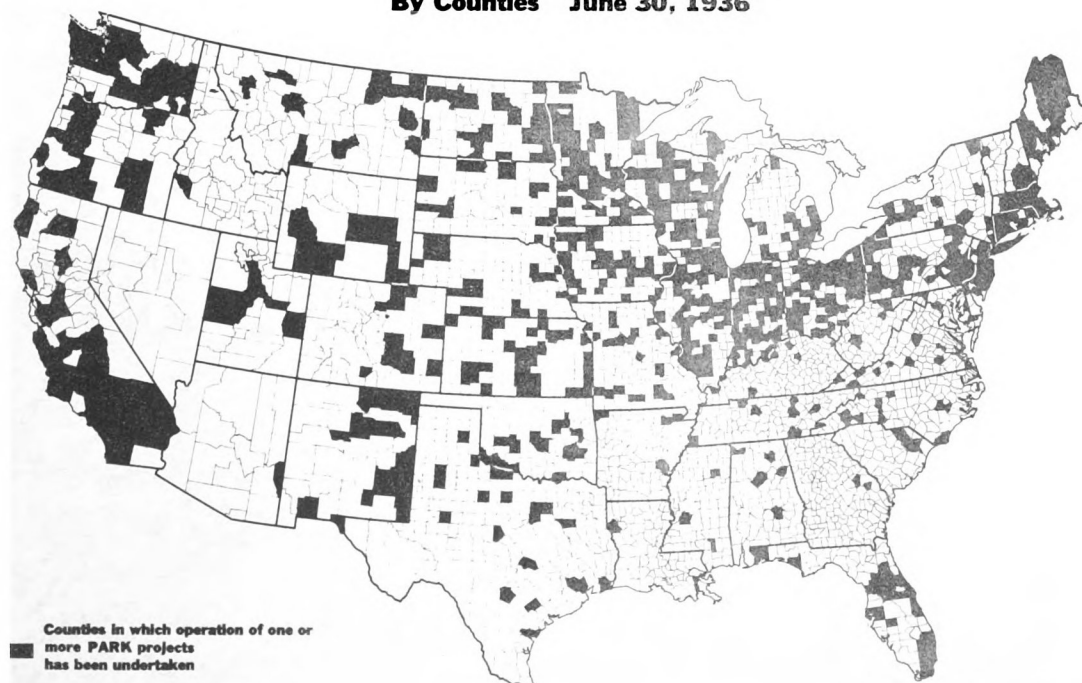 By Counties June 30, 1936
Counties in which operation of one or
more PARK projects
has been undertaken